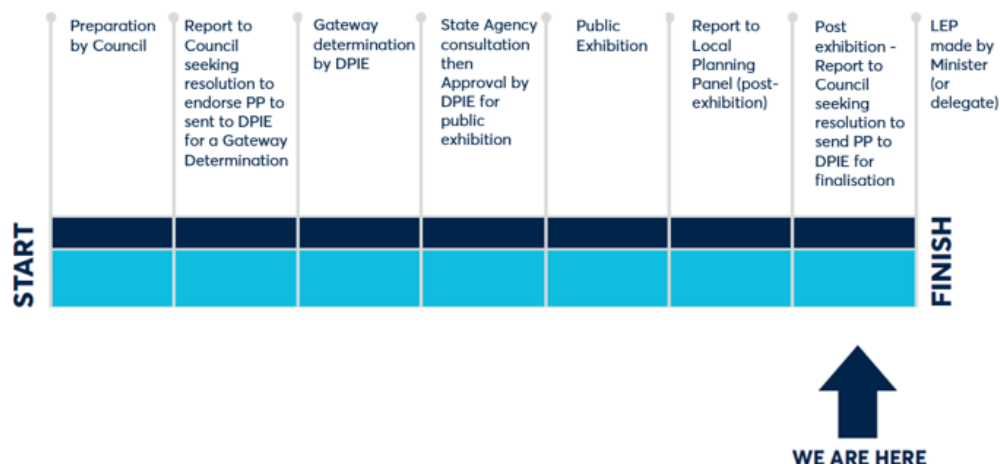 Preparation
by Council
Report to
Council
seeking
resolution to
endorse PP to
sent to DPIE
for a Gateway
Determination
Gateway
determination
by DPIE
State Agency
consultation
then
Approval by
DPIE for
public
exhibition
Public
Exhibition
Report to
Local
Planning
Panel (post-
exhibition)
Post
exhibition -
Report to
Council
seeking
resolution to
send PP to
DPIE for
finalisation
LEP
made by
Minister
(or
delegate)
START
FINISH
WE ARE HERE